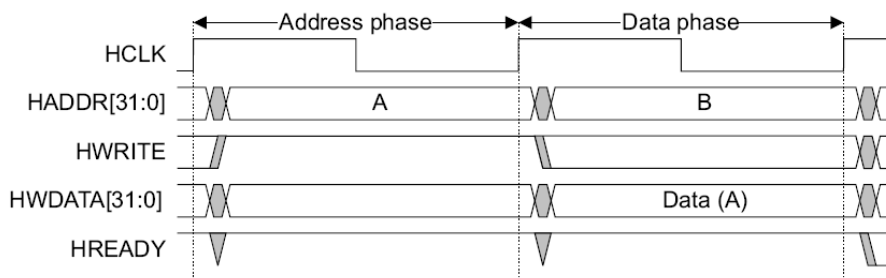 Address phase Data phase
HCLK
HADDR[31:0] A B
HWRITE
HWDATA[31:0] Data (A)
HREADY